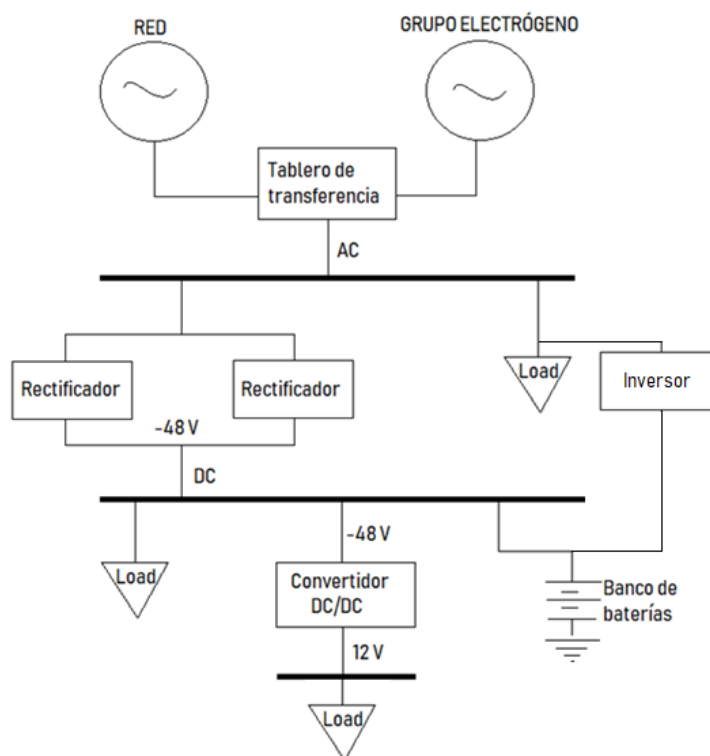 RED
GRUPO ELECTRÓGENO
Tablero de
transferencia
AC
Rectificador
Rectificador
Load
Inversor
-48 V
DC
-48 V
Load
Convertidor
DC/DC
Banco de
baterías
12 V
Load